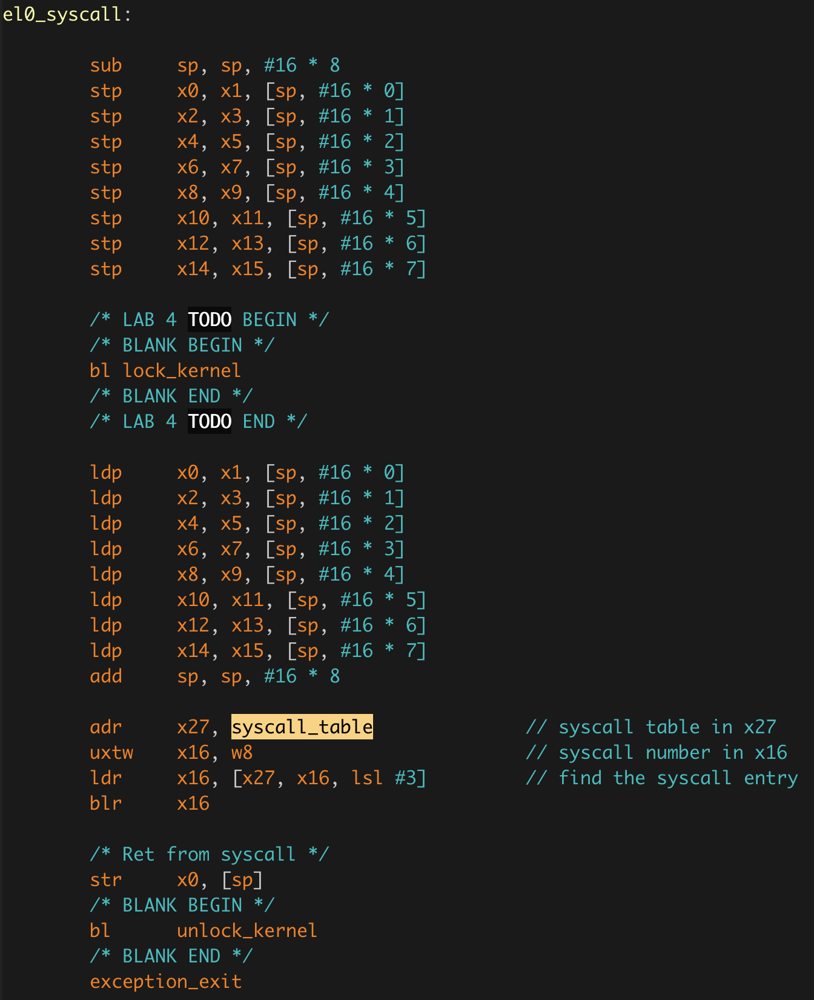 el0_syscall:
sub sp, sp, #16 * 8
stp x0, x1, [sp, #16 * 0]
stp x2, x3, [sp, #16 * 1]
stp x4, x5, [sp, #16 * 2]
stp x6, x7, [sp, #16 * 3]
stp x8, x9, [sp, #16 * 4]
stp x10, x11, [sp, #16 * 5]
stp x12, x13, [sp, #16 * 6]
stp x14, x15, [sp, #16 * 7]
/* LAB 4 TODO BEGIN */
/* BLANK BEGIN */
bl lock_kernel
/* BLANK END */
/* LAB 4 TODO END */
ldp x0, x1, [sp, #16 * 0]
ldp x2, x3, [sp, #16 * 1]
ldp x4, x5, [sp, #16 * 2]
ldp x6, x7, [sp, #16 * 3]
ldp x8, x9, [sp, #16 * 4]
ldp x10, x11, [sp, #16 * 5]
ldp x12, x13, [sp, #16 * 6]
ldp x14, x15, [sp, #16 * 7]
add sp, sp, #16 * 8
adr x27, syscall_table // syscall table in x27
uxtw x16, w8 // syscall number in x16
ldr x16, [x27, x16, lsl #3] // find the syscall entry
blr x16
/* Ret from syscall */
str x0, [sp]
/* BLANK BEGIN */
bl unlock_kernel
/* BLANK END */
exception_exit